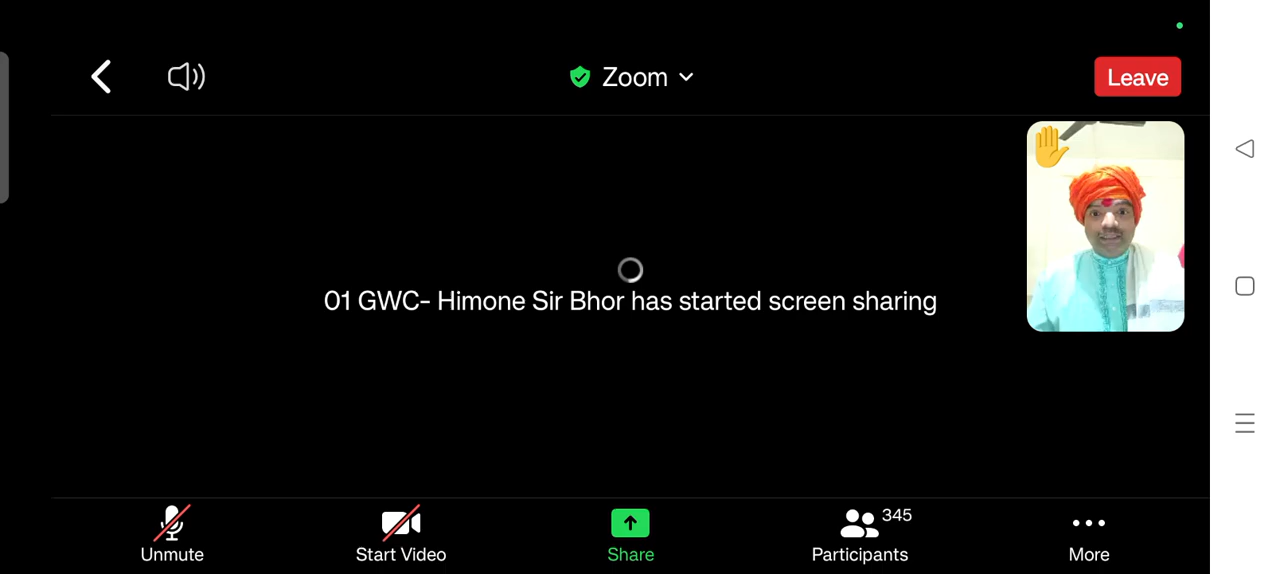 Zoom
Leave
01 GWC- Himone Sir Bhor has started screen sharing
Unmute
Start Video
Share
345
Participants
More